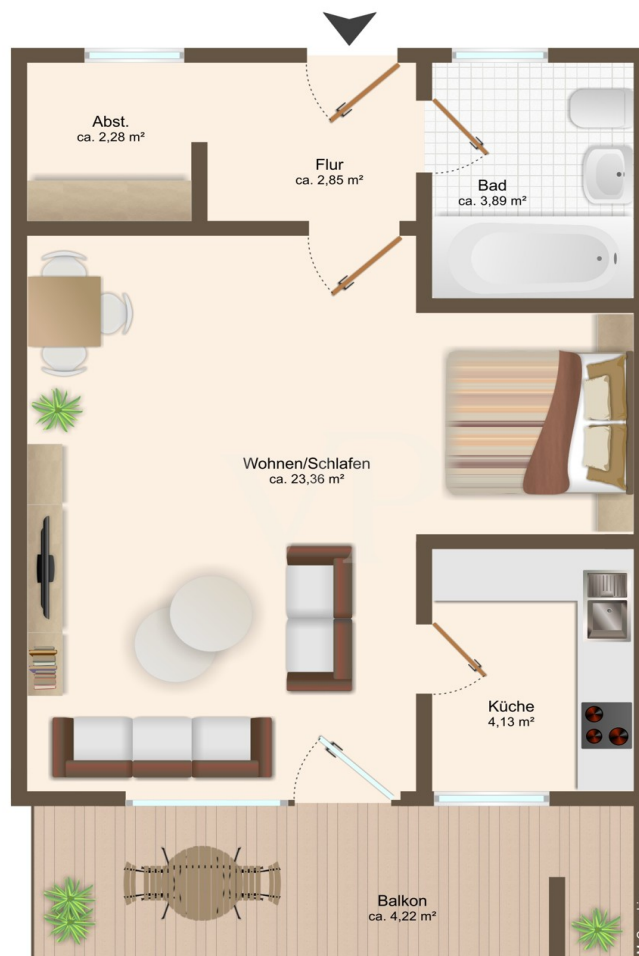 Abst.
ca. 2,28 m²
Flur
ca. 2,85 m²
Bad
ca. 3,89 m²
Wohnen/Schlafen
ca. 23,36 m²
VP
Küche
4,13 m²
Balkon
ca. 4,22 m²